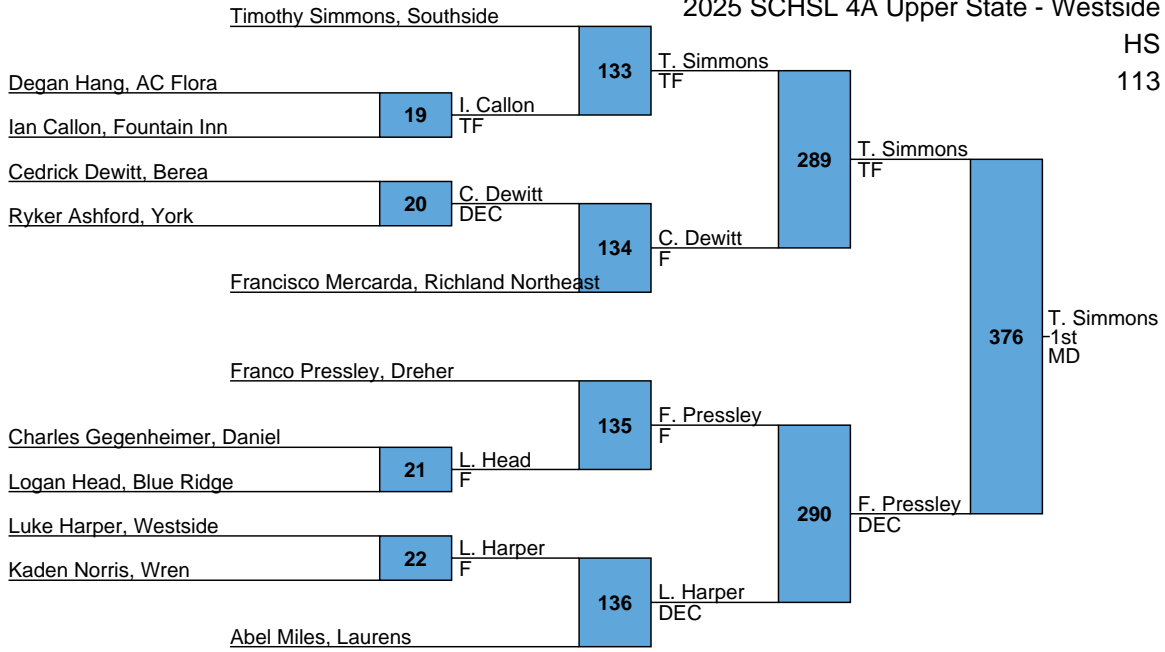 2025 SCHSL 4A Upper State - Westside
HS
113
Timothy Simmons, Southside
133
T. Simmons
TF
Degan Hang, AC Flora
19
I. Callon
TF
Ian Callon, Fountain Inn
289
T. Simmons
TF
Cedrick Dewitt, Berea
20
C. Dewitt
DEC
Ryker Ashford, York
134
C. Dewitt
F
Francisco Mercarda, Richland Northeast
376
T. Simmons
1st
MD
Franco Pressley, Dreher
135
F. Pressley
F
Charles Gegenheimer, Daniel
21
L. Head
F
Logan Head, Blue Ridge
290
F. Pressley
DEC
Luke Harper, Westside
22
L. Harper
F
Kaden Norris, Wren
136
L. Harper
DEC
Abel Miles, Laurens